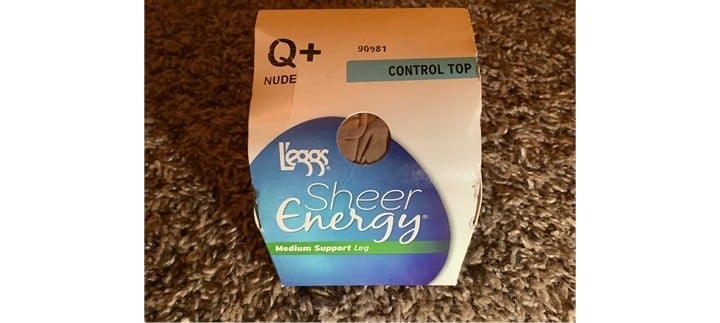 Q+
90981
NUDE
CONTROL TOP
L'eggs®
Sheer
Energy®
Medium Support Leg